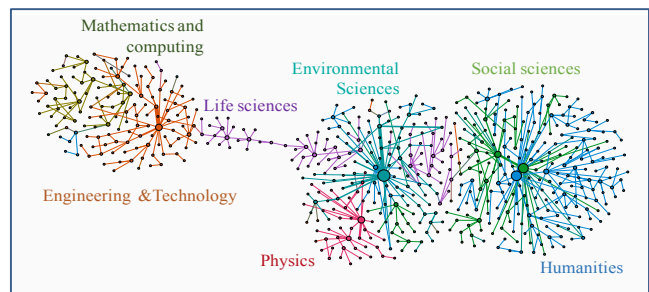 Mathematics and
computing
Environmental
Sciences
Social sciences
Life sciences
Engineering &Technology
Physics
Humanities